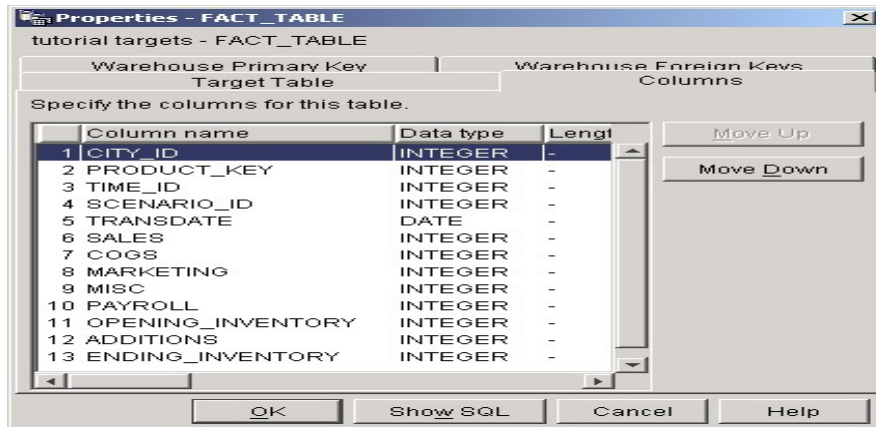 Properties - FACT_TABLE
tutorial targets - FACT_TABLE
Warehouse Primary Key Warehouse Foreign Keys
Target Table Columns
Specify the columns for this table.
Column name Data type Lengt
Move Up
1 CITY_ID INTEGER -
2 PRODUCT_KEY INTEGER -
Move Down
3 TIME_ID INTEGER -
4 SCENARIO_ID INTEGER -
5 TRANSDATE DATE -
6 SALES INTEGER -
7 COGS INTEGER -
8 MARKETING INTEGER -
9 MISC INTEGER -
10 PAYROLL INTEGER -
11 OPENING_INVENTORY INTEGER -
12 ADDITIONS INTEGER -
13 ENDING_INVENTORY INTEGER -
OK Show SQL Cancel Help